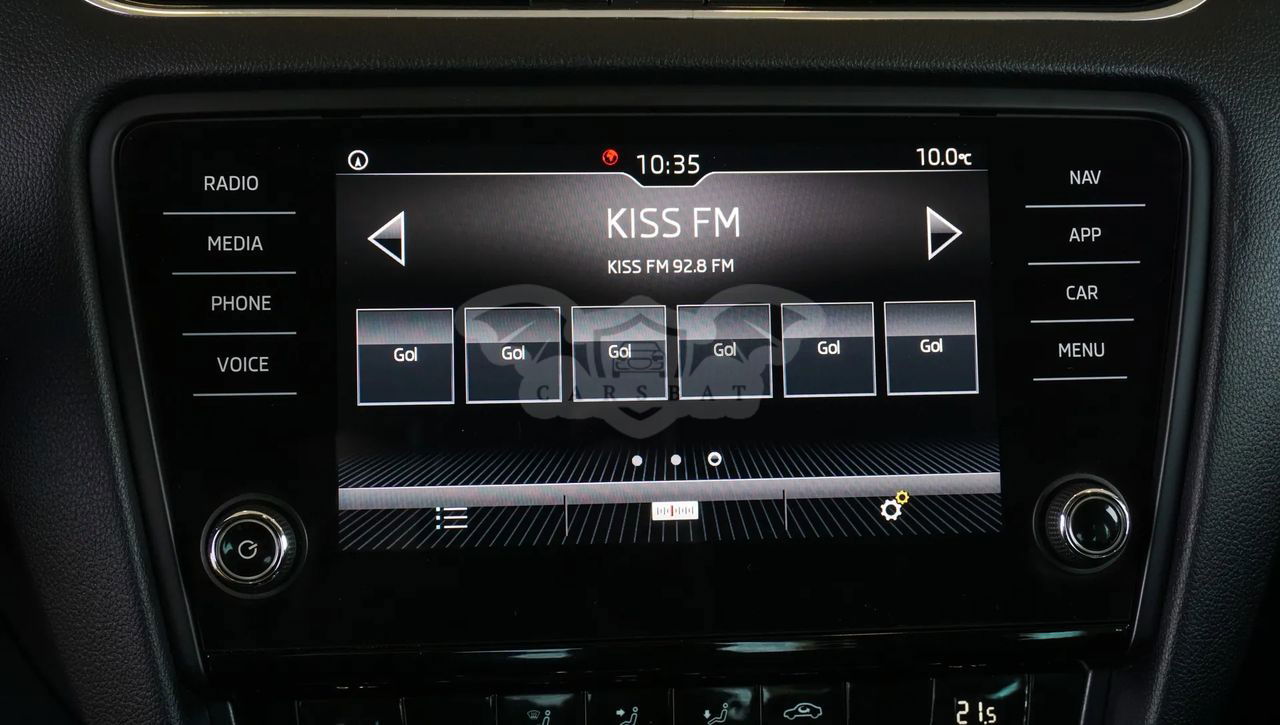 10:35
10.0°C
RADIO
MEDIA
PHONE
VOICE
KISS FM
KISS FM 92.8 FM
Gol Gol Gol Gol Gol Gol
CARSBAT
NAV
APP
CAR
MENU
21.5